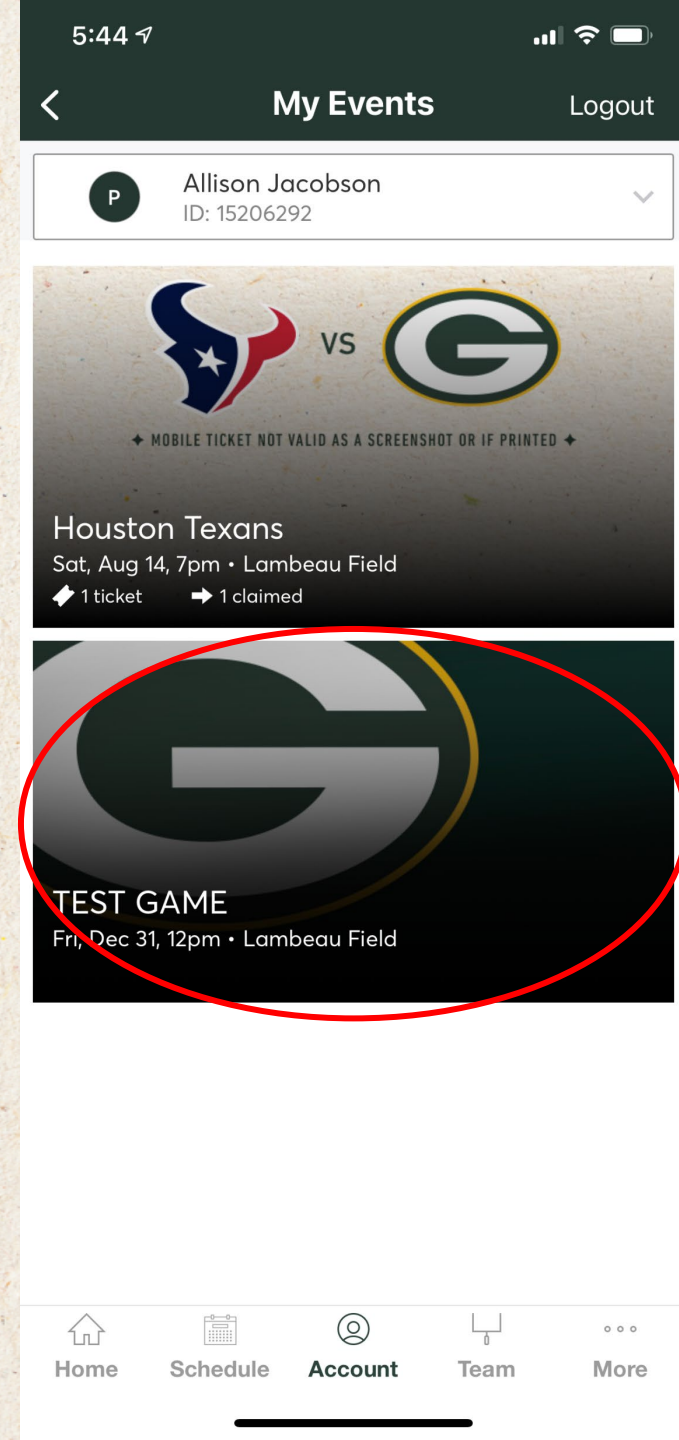 5:44
My Events
Logout
P
Allison Jacobson
ID: 15206292
VS
G
✦ MOBILE TICKET NOT VALID AS A SCREENSHOT OR IF PRINTED ✦
Houston Texans
Sat, Aug 14, 7pm • Lambeau Field
1 ticket
1 claimed
G
TEST GAME
Fri, Dec 31, 12pm • Lambeau Field
Home
Schedule
Account
Team
More